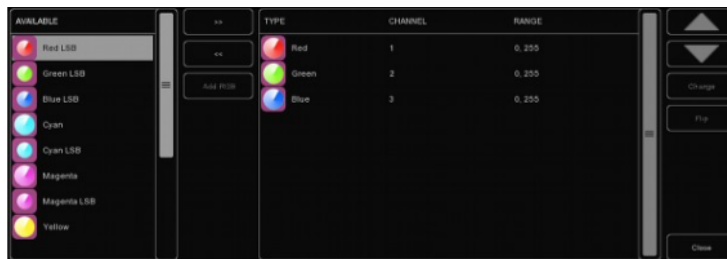 AVAILABLE
Red LSB
Green LSB
Blue LSB
Cyan
Cyan LSB
Magenta
Magenta LSB
Yellow
>>
<<
Add RGB
TYPE CHANNEL RANGE
Red 1 0, 255
Green 2 0, 255
Blue 3 0, 255
Change
Flip
Close